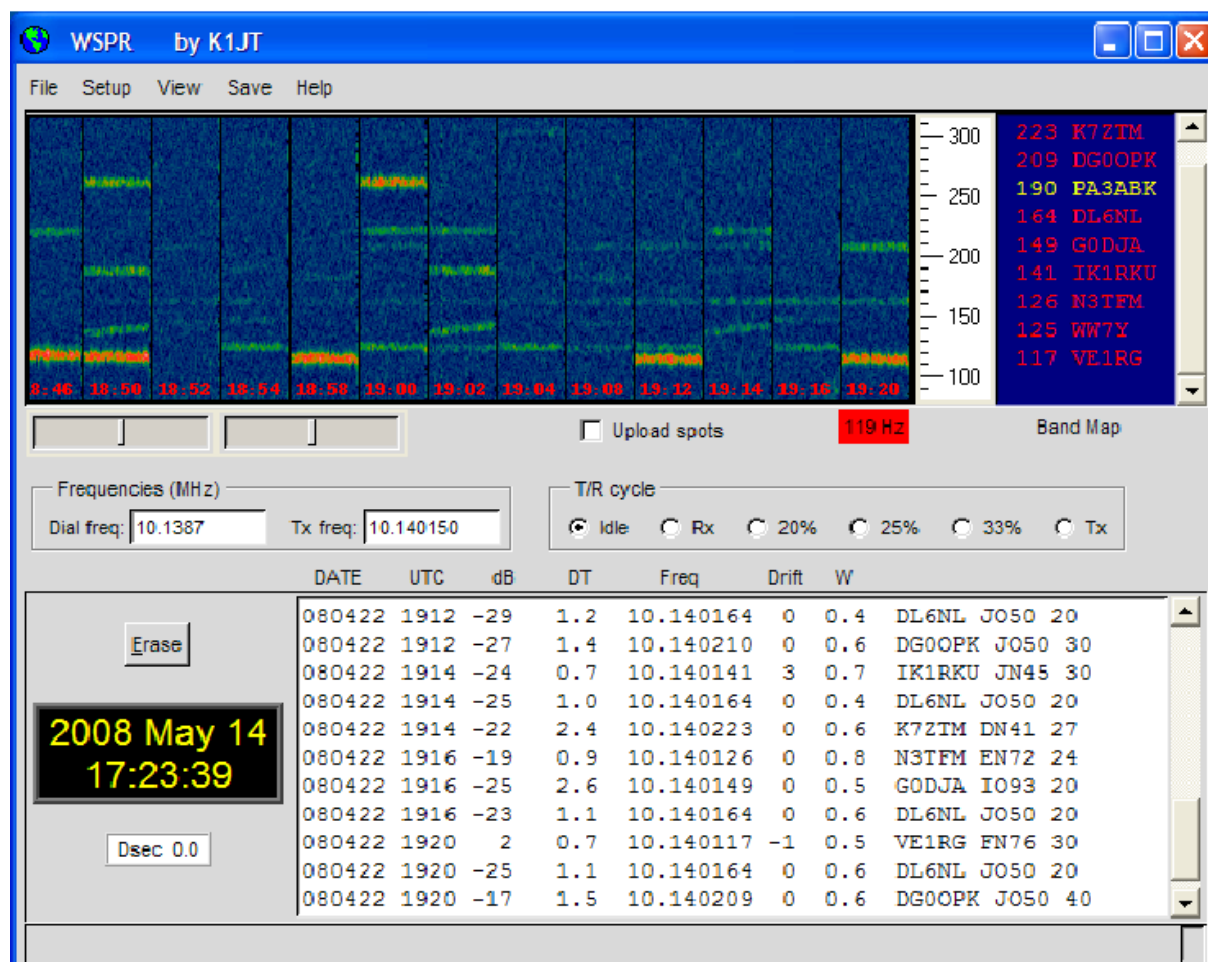 WSPR by K1JT
File Setup View Save Help
300
250
200
150
100
8:46 18:50 18:52 18:54 18:58 19:00 19:02 19:04 19:08 19:12 19:14 19:16 19:20
223 K7ZTM
209 DG0OPK
190 PA3ABK
164 DL6NL
149 G0DJA
141 IK1RKU
126 N3TFM
125 WW7Y
117 VE1RG
Upload spots
119 Hz
Band Map
Frequencies (MHz)
Dial freq: 10.1387 Tx freq: 10.140150
T/R cycle
Idle Rx 20% 25% 33% Tx
DATE UTC dB DT Freq Drift W
Erase
2008 May 14
17:23:39
Dsec 0.0
080422 1912 -29 1.2 10.140164 0 0.4 DL6NL JO50 20
080422 1912 -27 1.4 10.140210 0 0.6 DG0OPK JO50 30
080422 1914 -24 0.7 10.140141 3 0.7 IK1RKU JN45 30
080422 1914 -25 1.0 10.140164 0 0.4 DL6NL JO50 20
080422 1914 -22 2.4 10.140223 0 0.6 K7ZTM DN41 27
080422 1916 -19 0.9 10.140126 0 0.8 N3TFM EN72 24
080422 1916 -25 2.6 10.140149 0 0.5 G0DJA IO93 20
080422 1916 -23 1.1 10.140164 0 0.6 DL6NL JO50 20
080422 1920 2 0.7 10.140117 -1 0.5 VE1RG FN76 30
080422 1920 -25 1.1 10.140164 0 0.6 DL6NL JO50 20
080422 1920 -17 1.5 10.140209 0 0.6 DG0OPK JO50 40